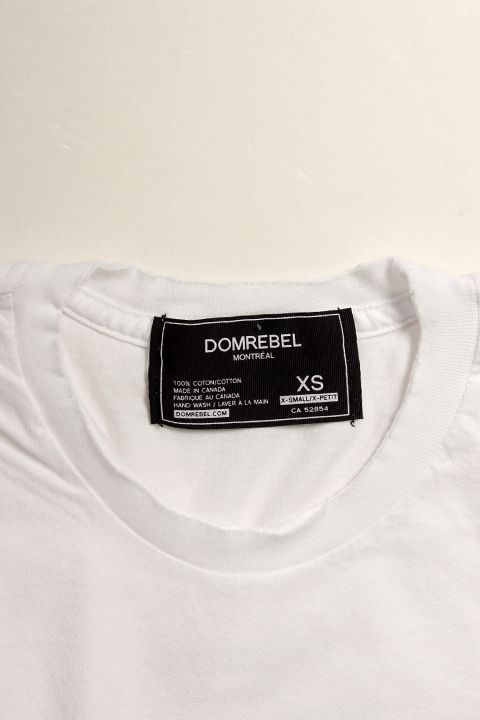 DOMREBEL
MONTRÉAL
100% COTON/COTTON
MADE IN CANADA
FABRIQUE AU CANADA
HAND WASH / LAVER A LA MAIN
DOMREBEL.COM
XS
X-SMALL/X-PETIT
CA 52854